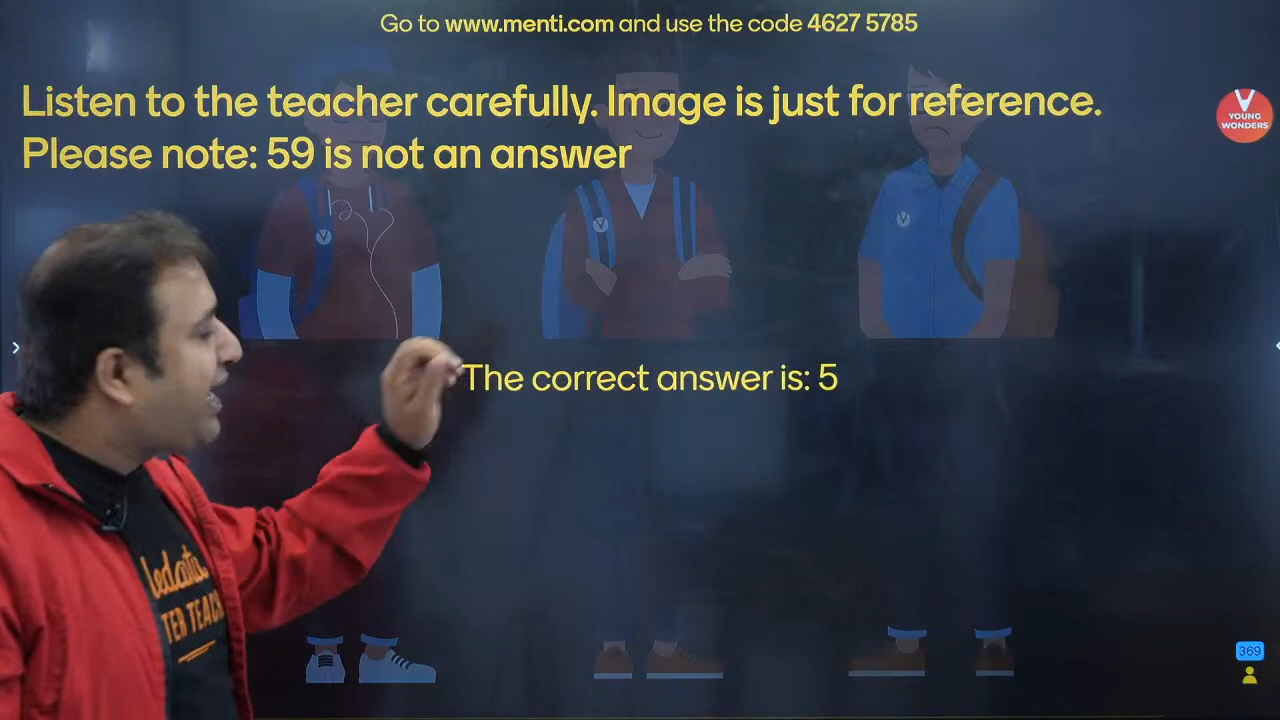 Go to www.menti.com and use the code 4627 5785
Listen to the teacher carefully. Image is just for reference.
Please note: 59 is not an answer
V
YOUNG
WONDERS
The correct answer is: 5
TEACH
369